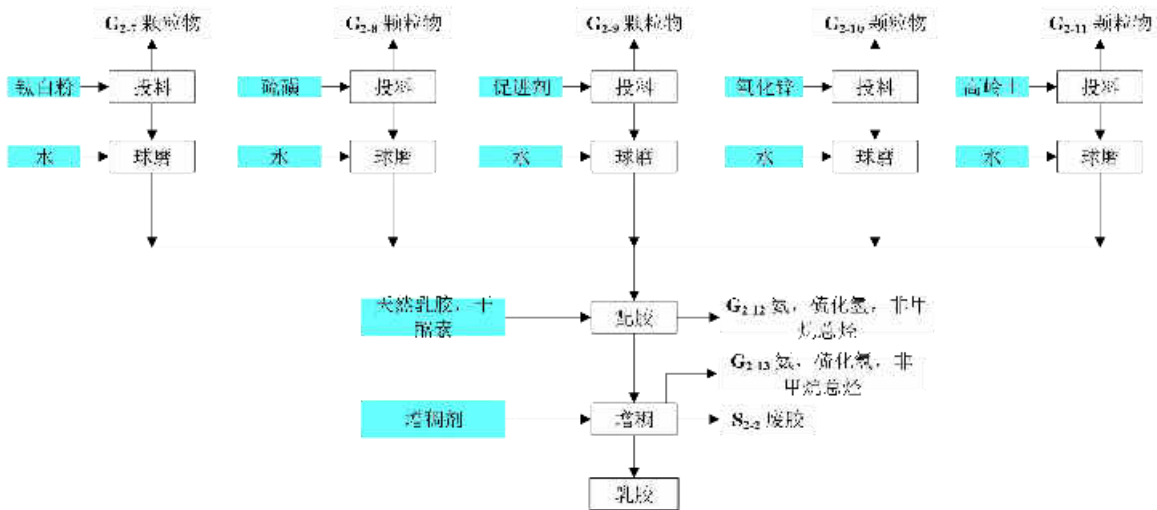 G2-7 颗粒物 G2-8 颗粒物 G2-9 颗粒物 G2-10 颗粒物 G2-11 颗粒物
钛白粉 投料 硫磺 投料 促进剂 投料 氧化锌 投料 高岭土 投料
水 球磨 水 球磨 水 球磨 水 球磨 水 球磨
天然乳胶，干
酪素
配胶
G2-12 氨，硫化氢，非甲
烷总烃
G2-13 氨，硫化氢，非
甲烷总烃
增稠剂 增稠 S2-2 废胶
乳胶